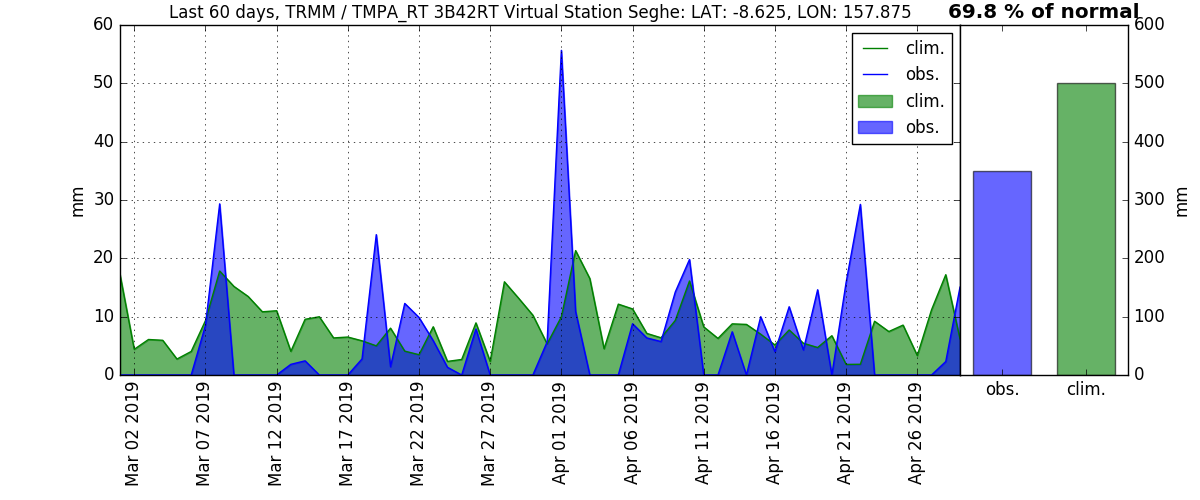 Last 60 days, TRMM / TMPA_RT 3B42RT Virtual Station Seghe: LAT: -8.625, LON: 157.875
69.8 % of normal
60
50
40
30
20
10
0
mm
clim.
obs.
clim.
obs.
600
500
400
300
200
100
0
mm
obs.
clim.
Mar 02 2019
Mar 07 2019
Mar 12 2019
Mar 17 2019
Mar 22 2019
Mar 27 2019
Apr 01 2019
Apr 06 2019
Apr 11 2019
Apr 16 2019
Apr 21 2019
Apr 26 2019